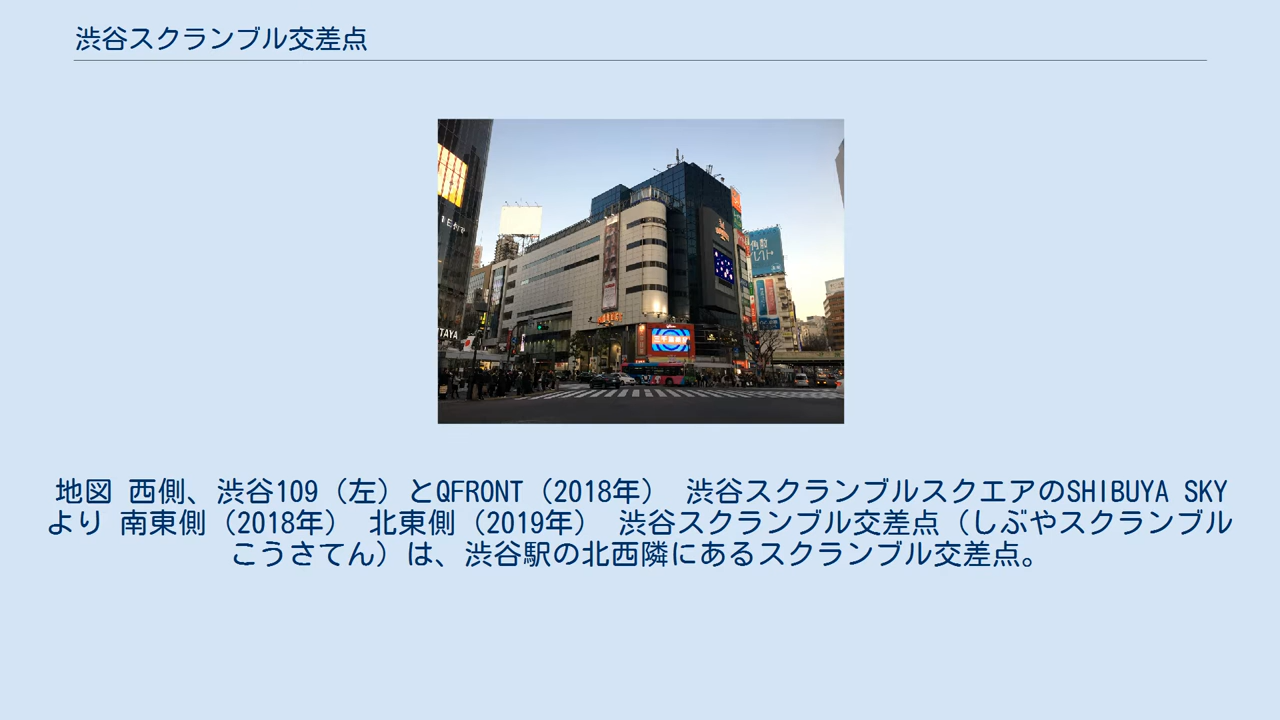 渋谷スクランブル交差点
1日が
TAYA
地図 西側、渋谷109（左）とQFRONT（2018年） 渋谷スクランブルスクエアのSHIBUYA SKY
より 南東側（2018年） 北東側（2019年） 渋谷スクランブル交差点（しぶやスクランブル
こうさてん）は、渋谷駅の北西隣にあるスクランブル交差点。